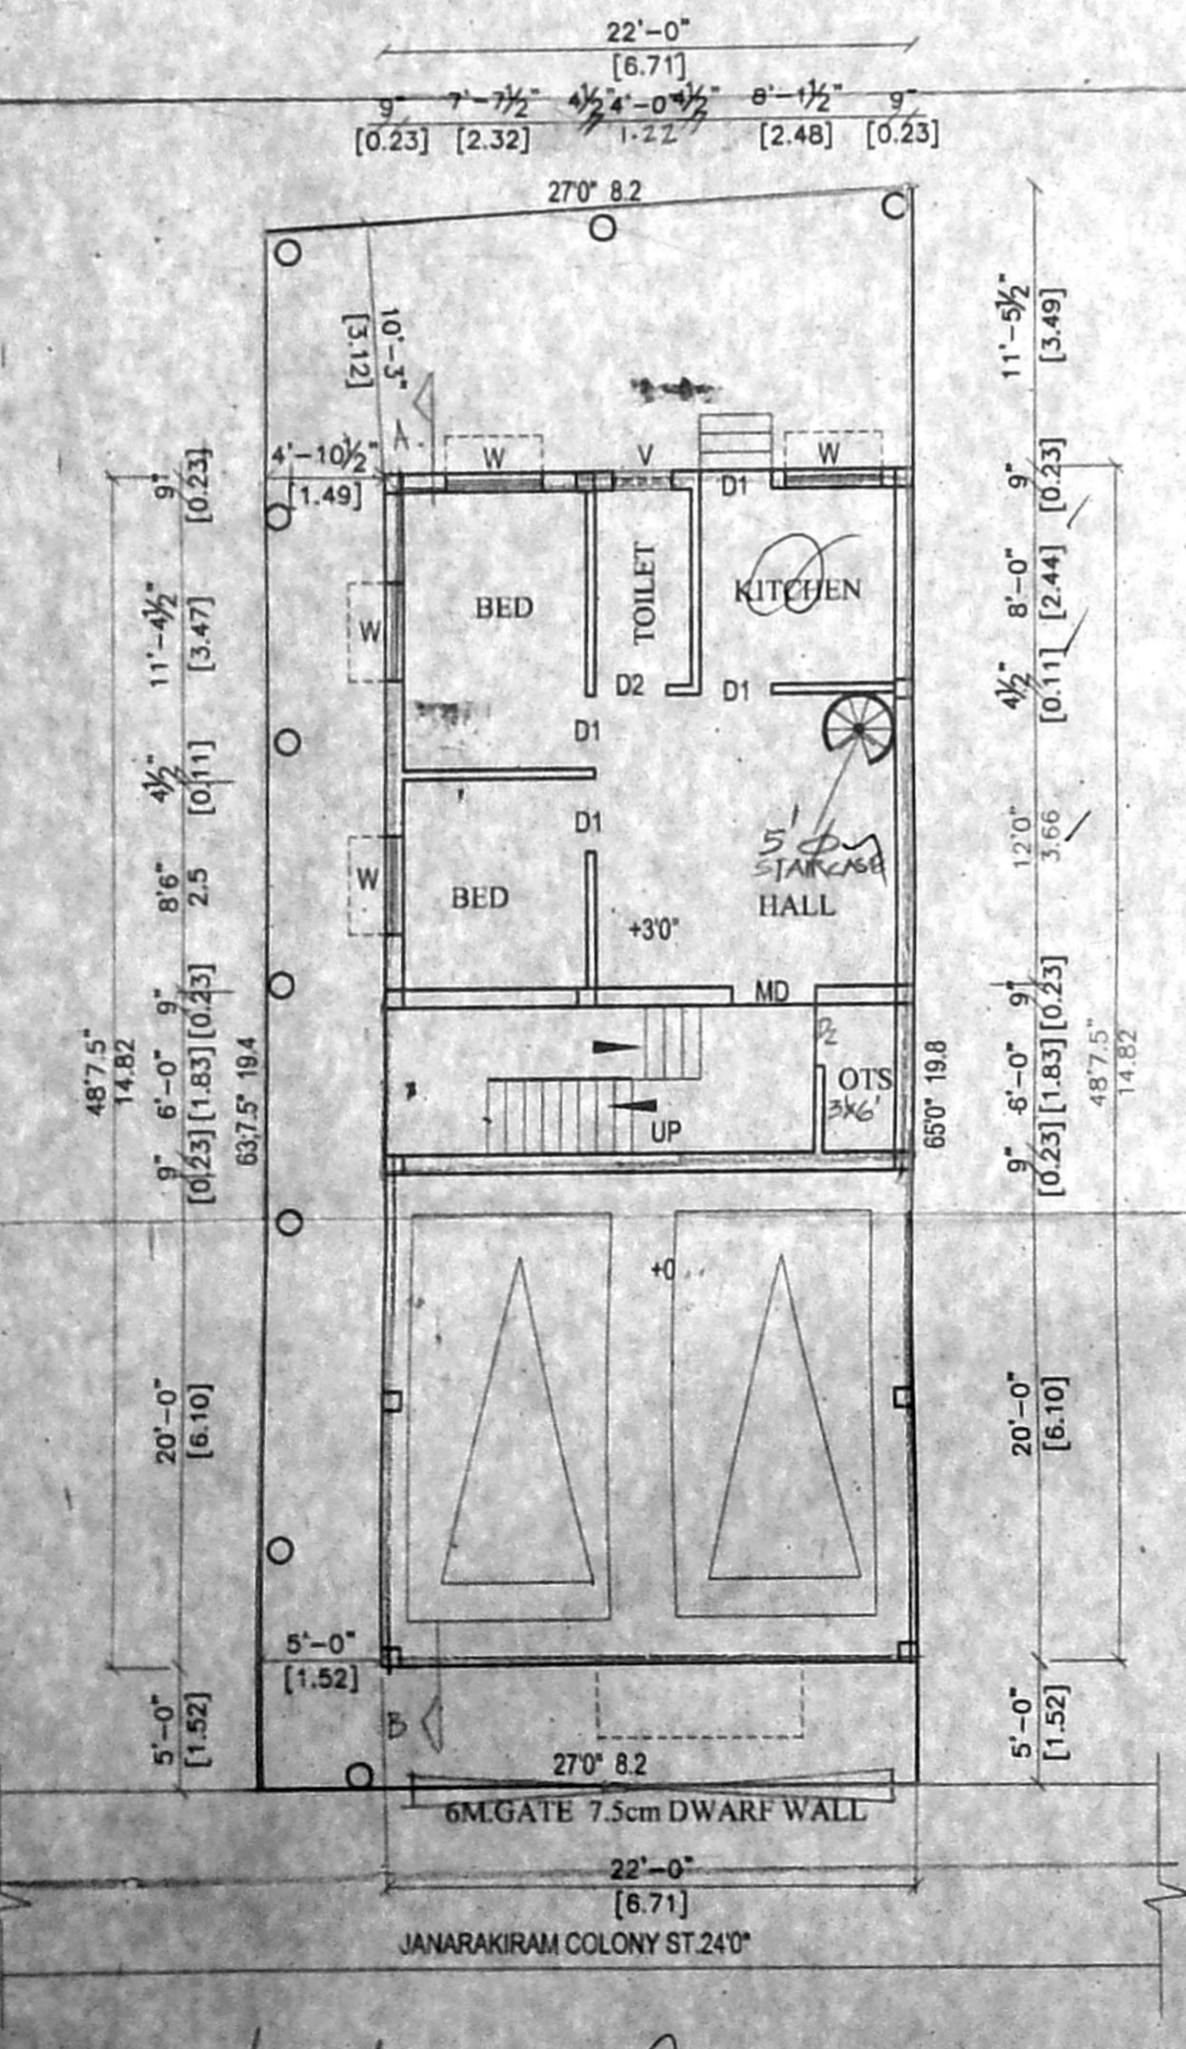 22'-0"
[6.71]
9" 7'-7½" 4½" 4'-0" 4½" 8'-1½" 9"
[0.23] [2.32] 1.22 [2.48] [0.23]
27'0" 8.2
10'-3"
[3.12]
11'-5½"
[3.49]
A.
4'-10½"
[1.49]
W V W
D1
9"
[0.23]
9"
[0.23]
BED
TOILET
KITCHEN
W
11'-4½"
[3.47]
8'-0"
[2.44]
D2 D1
4½"
[0.11]
D1
4½"
[0.11]
D1
5'
STAIRCASE
12'0"
3.66
W
8'6"
2.5
BED
HALL
+3'0"
MD
9"
[0.23]
9"
[0.23]
D2
OTS
3'x6'
UP
48'7.5"
14.82
6'-0"
[1.83]
63;7.5" 19.4
65'0" 19.8
6'-0"
[1.83]
48'7.5"
14.82
9"
[0.23]
9"
[0.23]
+0
20'-0"
[6.10]
20'-0"
[6.10]
5'-0"
[1.52]
B
5'-0"
[1.52]
5'-0"
[1.52]
27'0" 8.2
6M.GATE 7.5cm DWARF WALL
22'-0"
[6.71]
JANARAKIRAM COLONY ST.24'0"